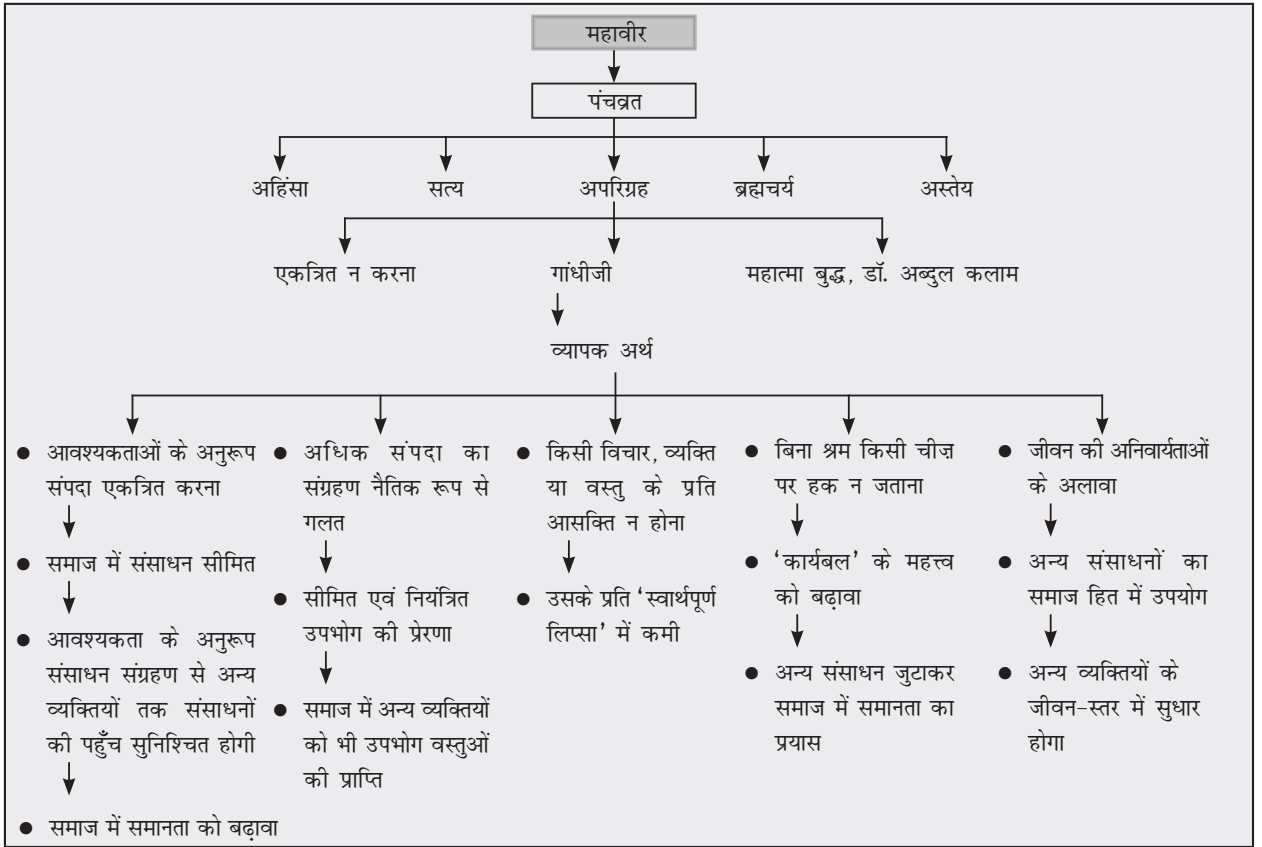 महावीर
पंचव्रत
अहिंसा
सत्य
अपरिग्रह
ब्रह्मचर्य
अस्तेय
एकत्रित न करना
गांधीजी
महात्मा बुद्ध, डॉ. अब्दुल कलाम
व्यापक अर्थ
● आवश्यकताओं के अनुरूप
संपदा एकत्रित करना
● समाज में संसाधन सीमित
● आवश्यकता के अनुरूप
संसाधन संग्रहण से अन्य
व्यक्तियों तक संसाधनों
की पहुँच सुनिश्चित होगी
● समाज में समानता को बढ़ावा
● अधिक संपदा का
संग्रहण नैतिक रूप से
गलत
● सीमित एवं नियंत्रित
उपभोग की प्रेरणा
● समाज में अन्य व्यक्तियों
को भी उपभोग वस्तुओं
की प्राप्ति
● किसी विचार, व्यक्ति
या वस्तु के प्रति
आसक्ति न होना
● उसके प्रति ‘स्वार्थपूर्ण
लिप्सा’ में कमी
● बिना श्रम किसी चीज़
पर हक न जताना
● ‘कार्यबल’ के महत्त्व
को बढ़ावा
● अन्य संसाधन जुटाकर
समाज में समानता का
प्रयास
● जीवन की अनिवार्यताओं
के अलावा
● अन्य संसाधनों का
समाज हित में उपयोग
● अन्य व्यक्तियों के
जीवन-स्तर में सुधार
होगा